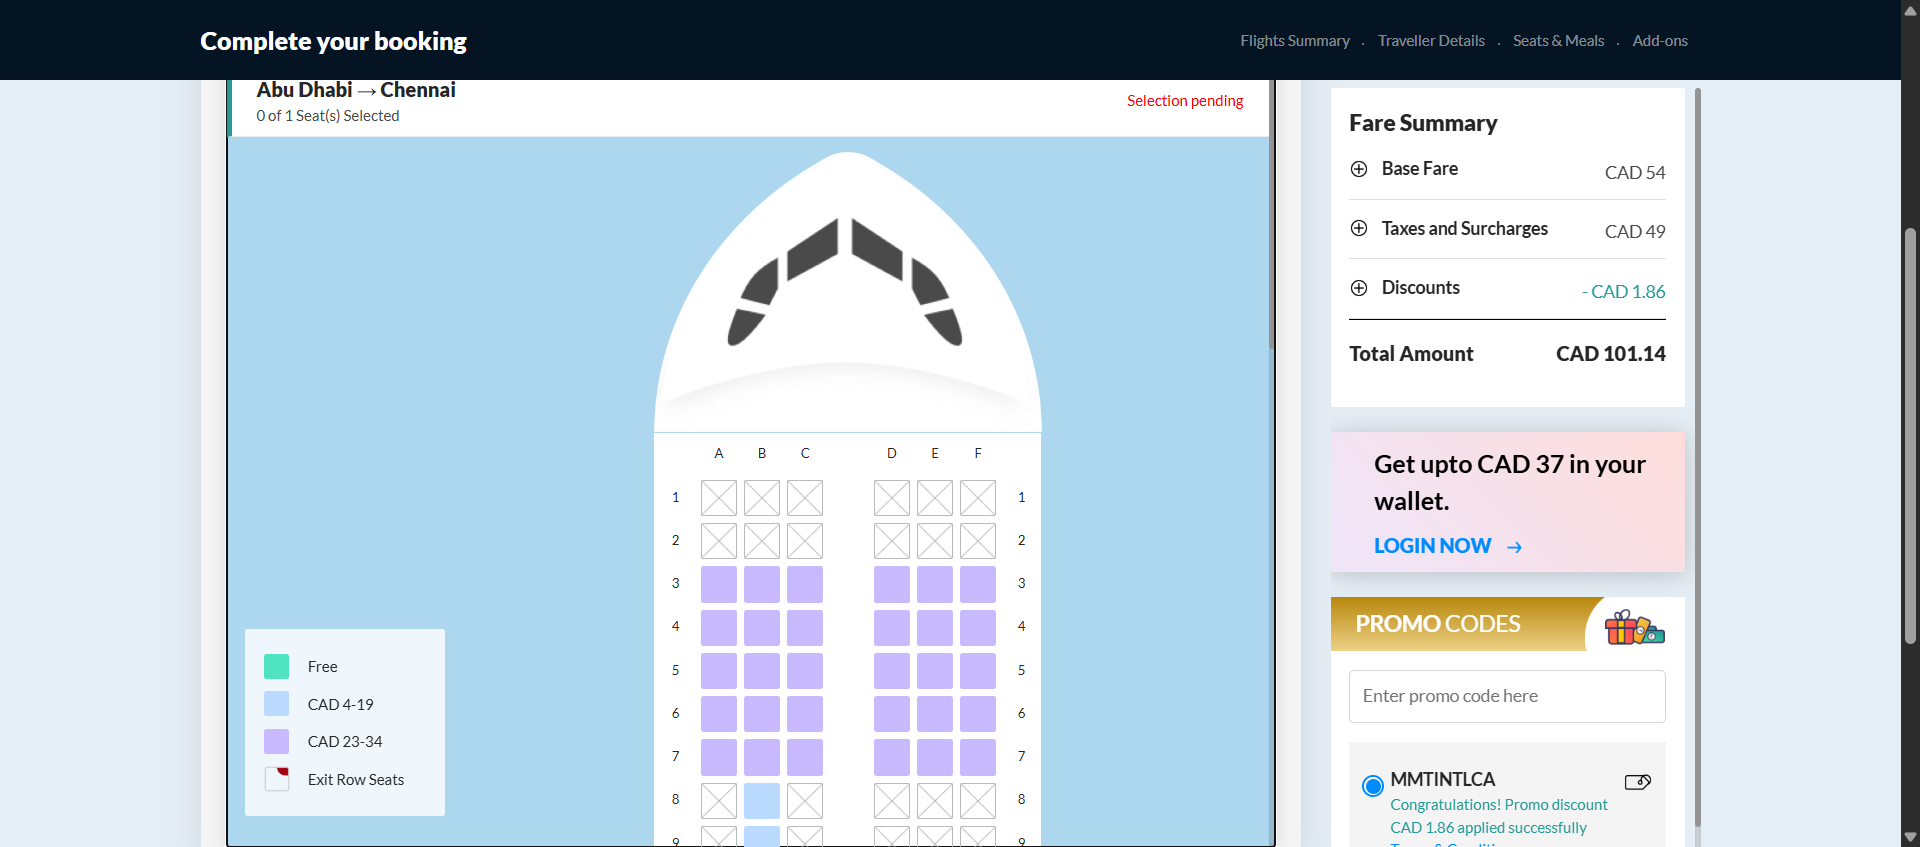 Complete your booking
Flights Summary . Traveller Details . Seats & Meals . Add-ons
Abu Dhabi → Chennai
0 of 1 Seat(s) Selected
Selection pending
A B C D E F
1 1
2 2
3 3
4 4
5 5
6 6
7 7
8 8
9 9
Free
CAD 4-19
CAD 23-34
Exit Row Seats
Fare Summary
Base Fare CAD 54
Taxes and Surcharges CAD 49
Discounts - CAD 1.86
Total Amount CAD 101.14
Get upto CAD 37 in your
wallet.
LOGIN NOW →
PROMO CODES
Enter promo code here
MMTINTLCA
Congratulations! Promo discount
CAD 1.86 applied successfully